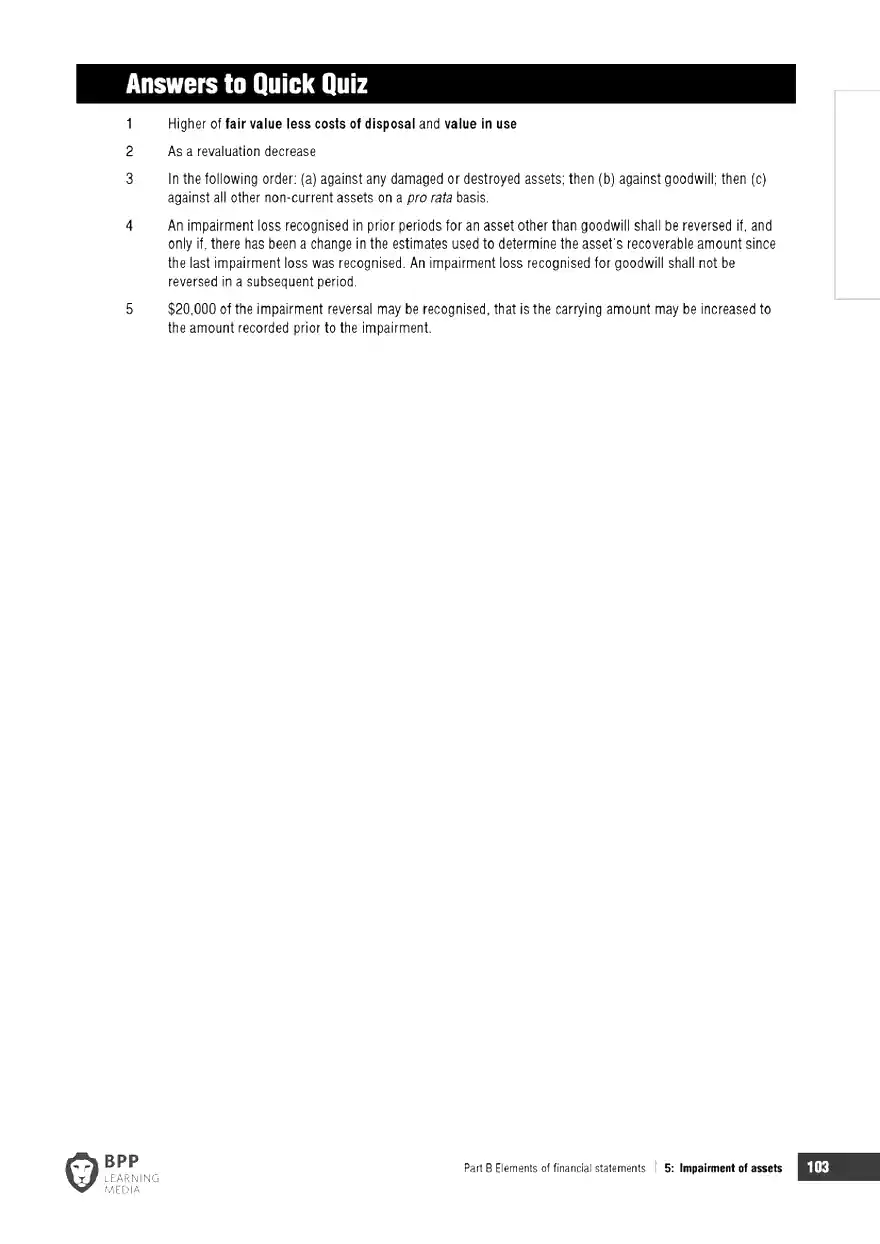 Answers to Quick Quiz
1 Higher of fair value less costs of disposal and value in use
2 As a revaluation decrease
3 In the following order: (a) against any damaged or destroyed assets; then (b) against goodwill; then (c)
against all other non-current assets on a pro rata basis.
4 An impairment loss recognised in prior periods for an asset other than goodwill shall be reversed if, and
only if, there has been a change in the estimates used to determine the asset's recoverable amount since
the last impairment loss was recognised. An impairment loss recognised for goodwill shall not be
reversed in a subsequent period.
5 $20,000 of the impairment reversal may be recognised, that is the carrying amount may be increased to
the amount recorded prior to the impairment.
BPP
LEARNING
MEDIA
Part B Elements of financial statements | 5: Impairment of assets 103